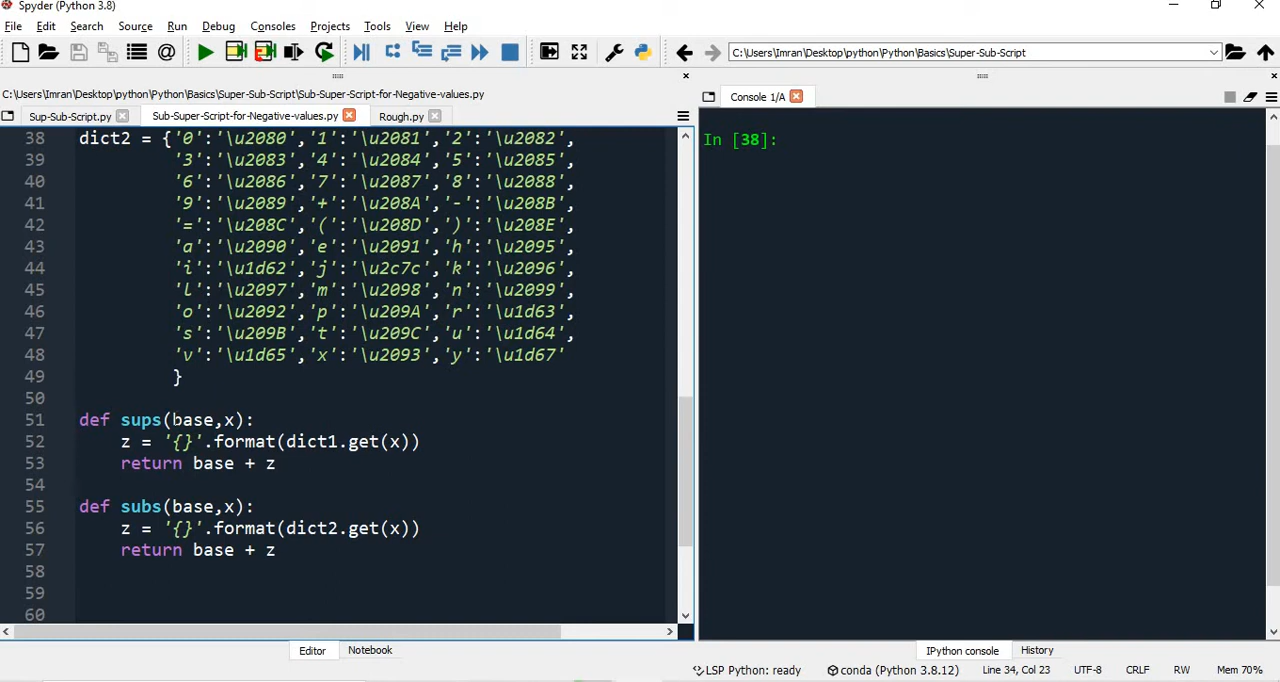 Spyder (Python 3.8)
File Edit Search Source Run Debug Consoles Projects Tools View Help
C:\Users\Imran\Desktop\python\Python\Basics\Super-Sub-Script
C:\Users\Imran\Desktop\python\Python\Basics\Super-Sub-Script\Sub-Super-Script-for-Negative-values.py
Sup-Sub-Script.py Sub-Super-Script-for-Negative-values.py Rough.py
38 dict2 = {'0':'\u2080','1':'\u2081','2':'\u2082',
39 '3':'\u2083','4':'\u2084','5':'\u2085',
40 '6':'\u2086','7':'\u2087','8':'\u2088',
41 '9':'\u2089','+':'\u208A','-':'\u208B',
42 '=':'\u208C','(':'\u208D',')':'\u208E',
43 'a':'\u2090','e':'\u2091','h':'\u2095',
44 'i':'\u1d62','j':'\u2c7c','k':'\u2096',
45 'l':'\u2097','m':'\u2098','n':'\u2099',
46 'o':'\u2092','p':'\u209A','r':'\u1d63',
47 's':'\u209B','t':'\u209C','u':'\u1d64',
48 'v':'\u1d65','x':'\u2093','y':'\u1d67'
49 }
50
51 def sups(base,x):
52 z = '{}'.format(dict1.get(x))
53 return base + z
54
55 def subs(base,x):
56 z = '{}'.format(dict2.get(x))
57 return base + z
58
59
60
Editor Notebook
Console 1/A
In [38]:
IPython console History
LSP Python: ready conda (Python 3.8.12) Line 34, Col 23 UTF-8 CRLF RW Mem 70%